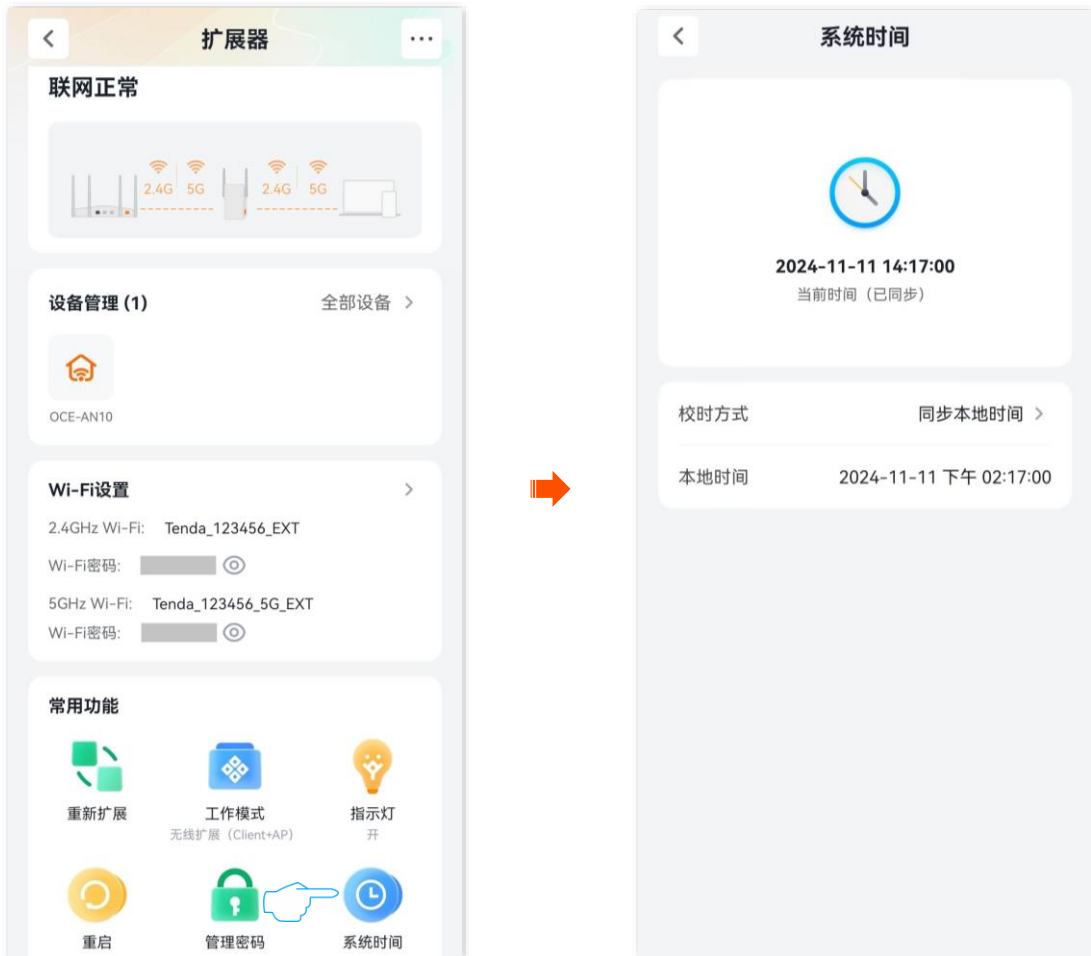 扩展器
联网正常
2.4G 5G 2.4G 5G
设备管理 (1) 全部设备
OCE-AN10
Wi-Fi设置
2.4GHz Wi-Fi: Tenda_123456_EXT
Wi-Fi密码:
5GHz Wi-Fi: Tenda_123456_5G_EXT
Wi-Fi密码:
常用功能
重新扩展 工作模式 指示灯
无线扩展（Client+AP） 开
重启 管理密码 系统时间
系统时间
2024-11-11 14:17:00
当前时间（已同步）
校时方式 同步本地时间
本地时间 2024-11-11 下午 02:17:00